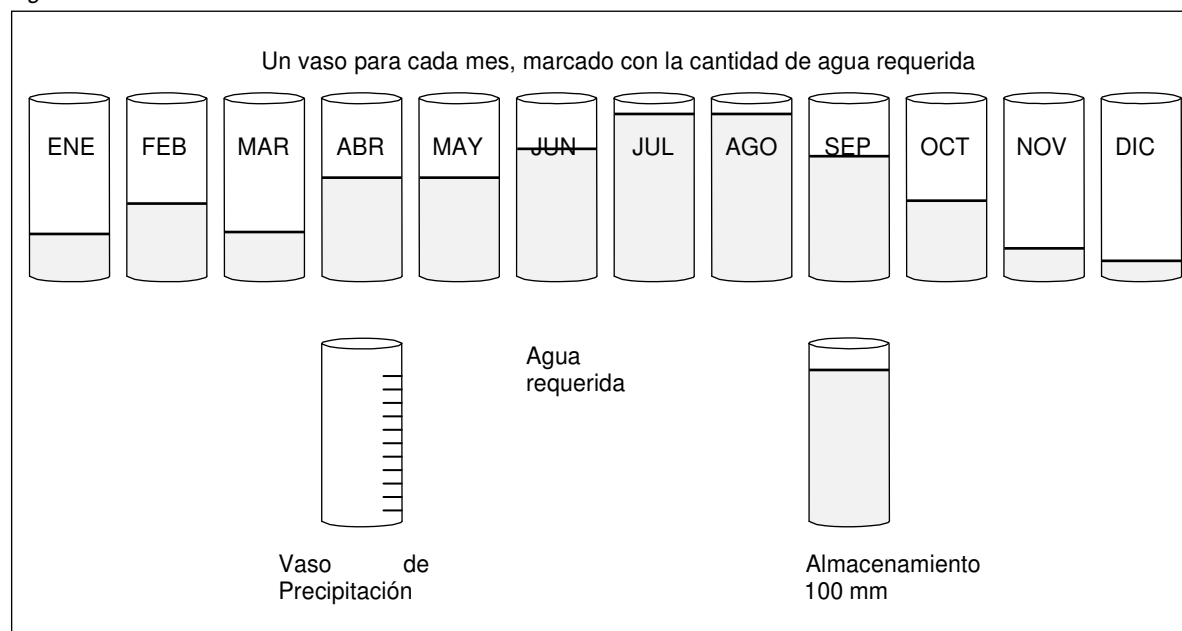 Un vaso para cada mes, marcado con la cantidad de agua requerida
ENE FEB MAR ABR MAY JUN JUL AGO SEP OCT NOV DIC
Agua
requerida
Vaso de
Precipitación
Almacenamiento
100 mm